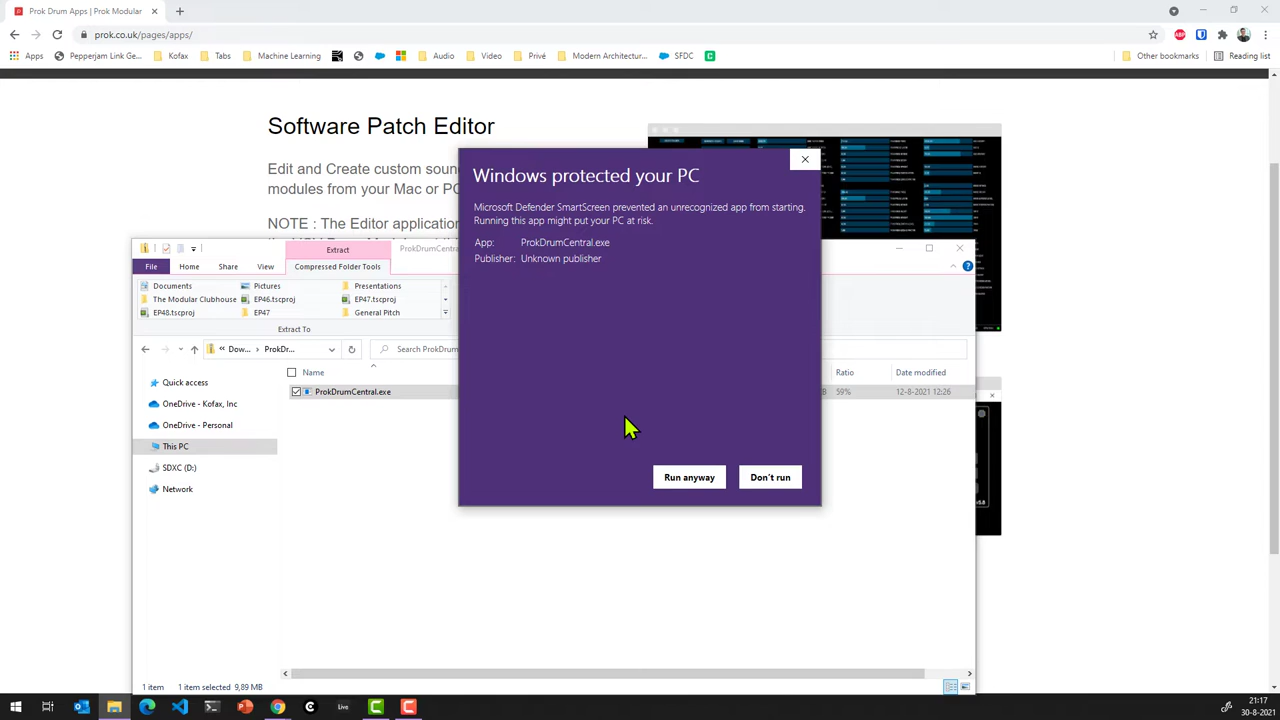 Prok Drum Apps | Prok Modular
prok.co.uk/pages/apps/
Apps Pepperjam Link Ge... Kofax Tabs Machine Learning Audio Video Privé Modern Architectur... SFDC Other bookmarks Reading list
Software Patch Editor
Edit and Create custom soun
modules from your Mac or PC
NOTE : The Editor application
Windows protected your PC
Microsoft Defender SmartScreen prevented an unrecognized app from starting.
Running this app might put your PC at risk.
App: ProkDrumCentral.exe
Publisher: Unknown publisher
Run anyway Don't run
Extract ProkDrumCentra
File Home Share View Compressed Folder Tools
Documents Pictures Presentations
The Modular Clubhouse EP46.tscproj EP47.tscproj
EP48.tscproj EP47 General Pitch
Extract To
« Dow... ProkDr... Search ProkDrum
Name Ratio Date modified
ProkDrumCentral.exe B 59% 12-8-2021 12:26
Quick access
OneDrive - Kofax, Inc
OneDrive - Personal
This PC
SDXC (D:)
Network
1 item 1 item selected 9,89 MB
Live
21:17
30-8-2021